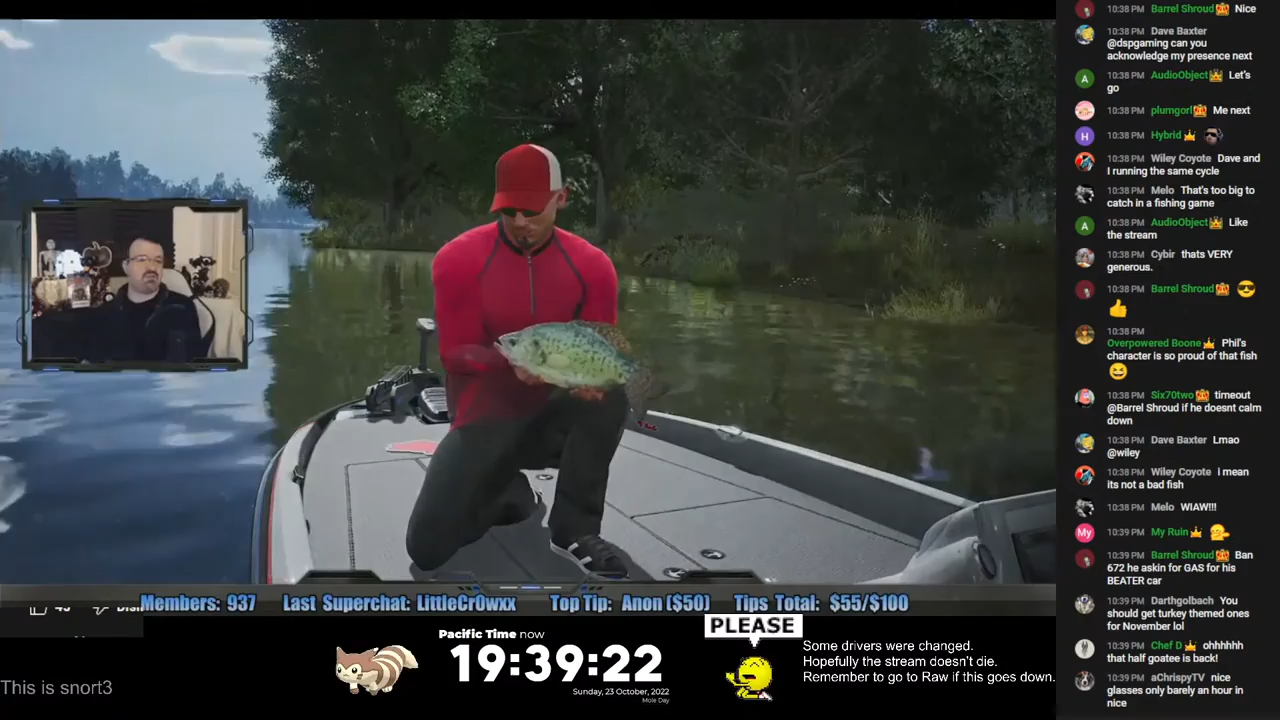 10:38 PM Barrel Shroud Nice
10:38 PM Dave Baxter
@dspgaming can you
acknowledge my presence next
A
10:38 PM AudioObject Let's
go
10:38 PM plumgorl Me next
H
10:38 PM Hybrid
10:38 PM Wiley Coyote Dave and
I running the same cycle
10:38 PM Melo That's too big to
catch in a fishing game
A
10:38 PM AudioObject Like
the stream
10:38 PM Cybir thats VERY
generous.
10:38 PM Barrel Shroud
10:38 PM
Overpowered Boone Phil's
character is so proud of that fish
10:38 PM Six70two timeout
@Barrel Shroud if he doesnt calm
down
10:38 PM Dave Baxter Lmao
@wiley
10:38 PM Wiley Coyote i mean
its not a bad fish
10:38 PM Melo WIAW!!!
My
10:39 PM My Ruin
10:39 PM Barrel Shroud Ban
672 he askin for GAS for his
BEATER car
10:39 PM Darthgolbach You
should get turkey themed ones
for November lol
10:39 PM Chef D ohhhhhh
that half goatee is back!
10:39 PM aChrispyTV nice
glasses only barely an hour in
nice
Members: 937 Last Superchat: LittleCr0wxx Top Tip: Anon ($50) Tips Total: $55/$100
PLEASE
Pacific Time now
19:39:22
Sunday, 23 October, 2022
Mole Day
Some drivers were changed.
Hopefully the stream doesn't die.
Remember to go to Raw if this goes down.
This is snort3